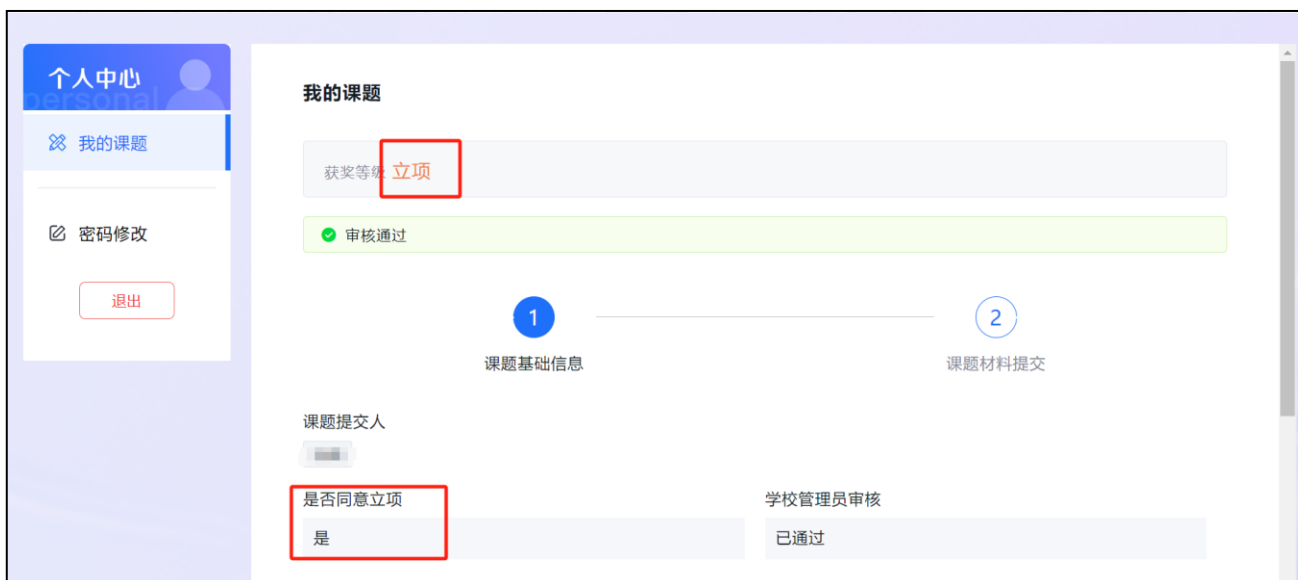 个人中心
personal
我的课题
密码修改
退出
我的课题
获奖等级 立项
审核通过
1
2
课题基础信息
课题材料提交
课题提交人
是否同意立项
学校管理员审核
是
已通过